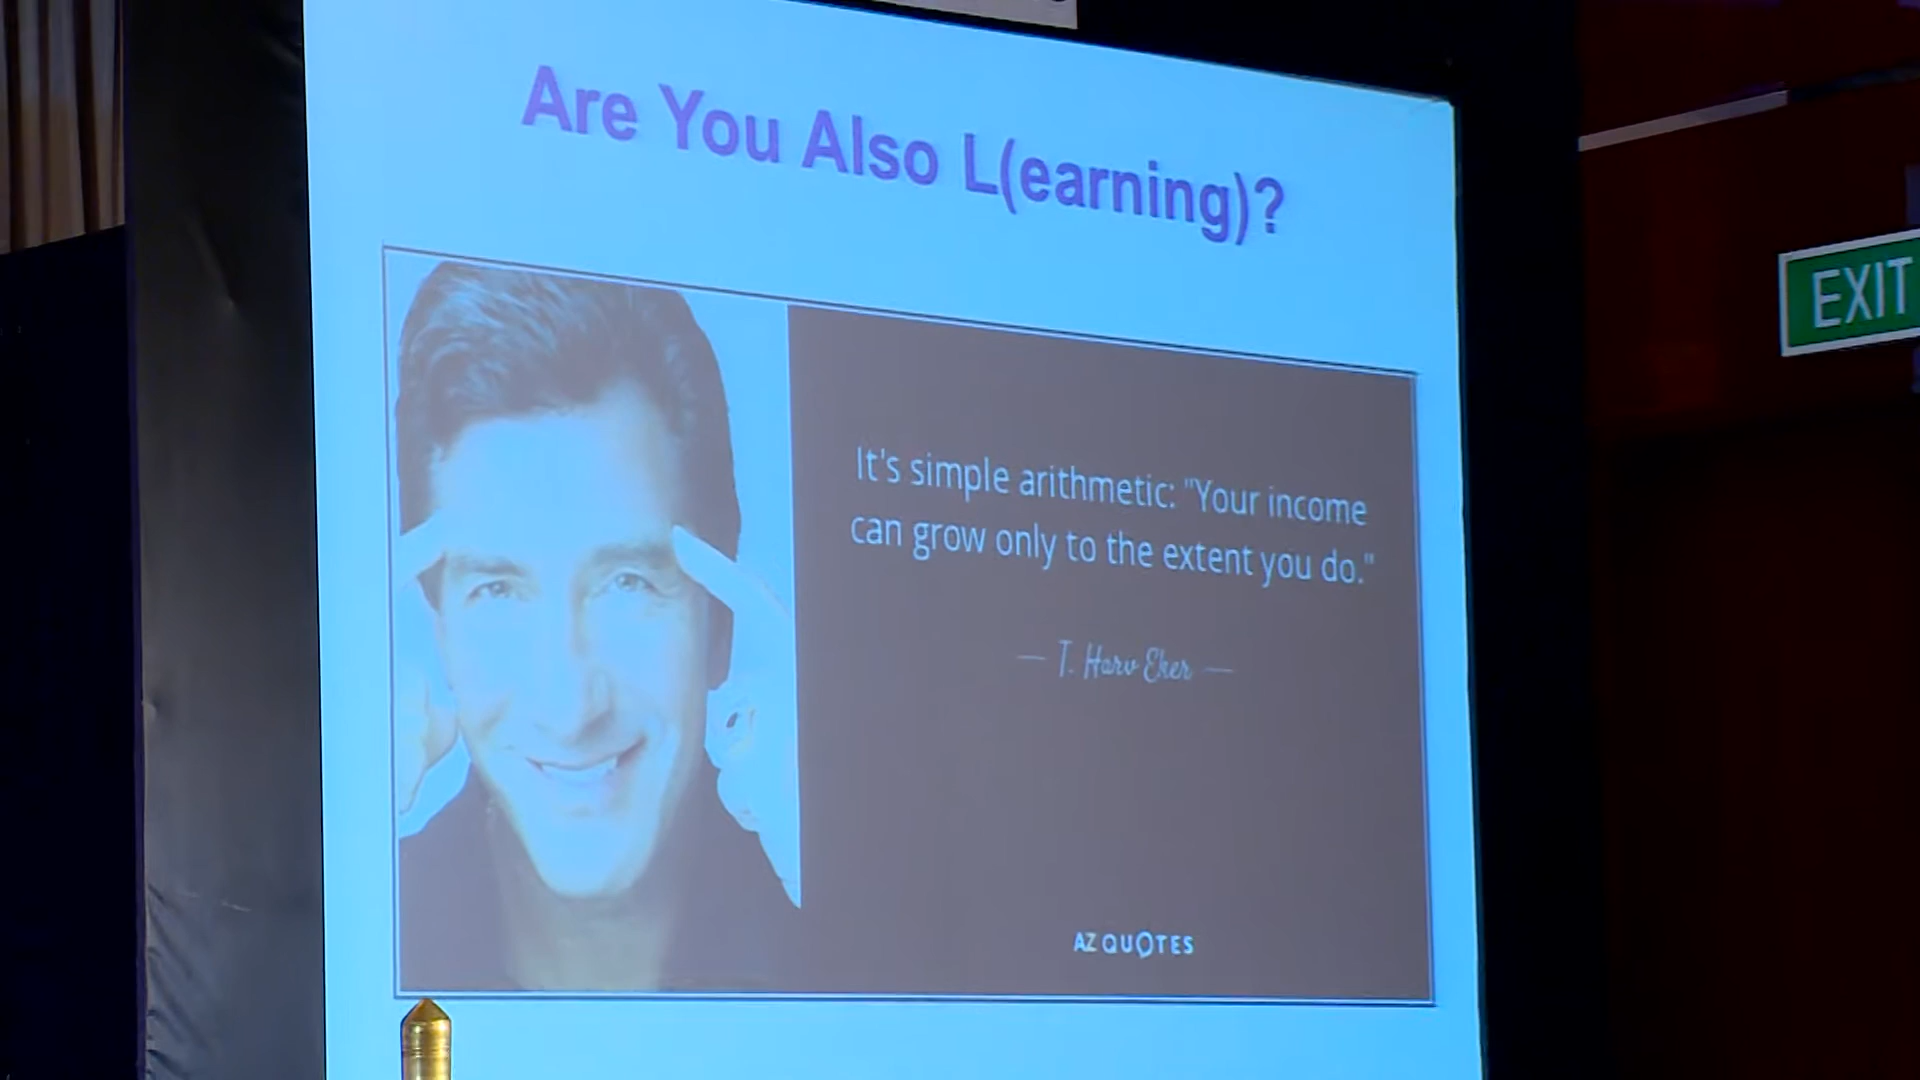 Are You Also L(earning)?
EXIT
It's simple arithmetic: "Your income
can grow only to the extent you do."
— T. Harv Eker —
AZ QUOTES